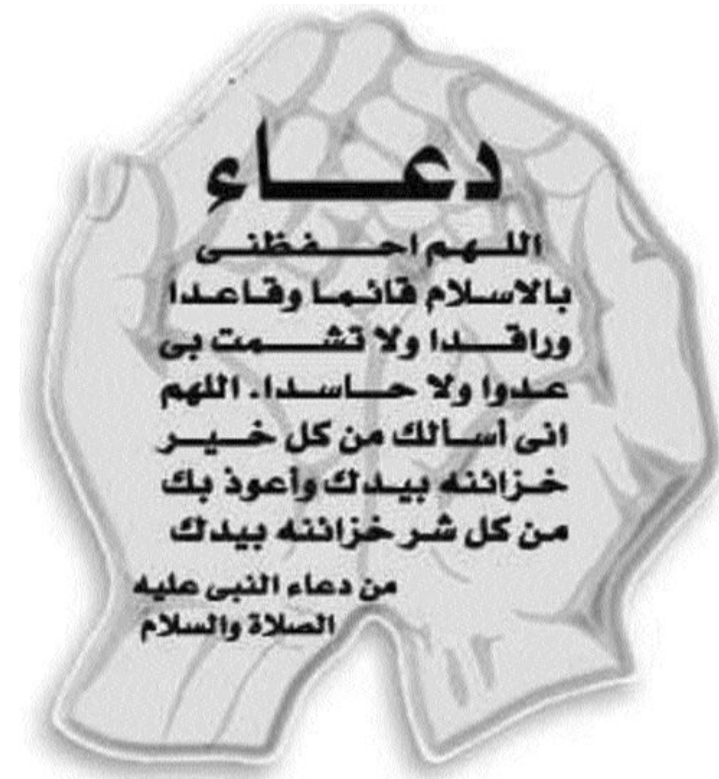 دعاء
اللهم احفظنى
بالاسلام قائما وقاعدا
وراقدا ولا تشمت بى
عدوا ولا حاسدا. اللهم
انى أسألك من كل خير
خزائنه بيدك وأعوذ بك
من كل شر خزائنه بيدك
من دعاء النبى عليه
الصلاة والسلام